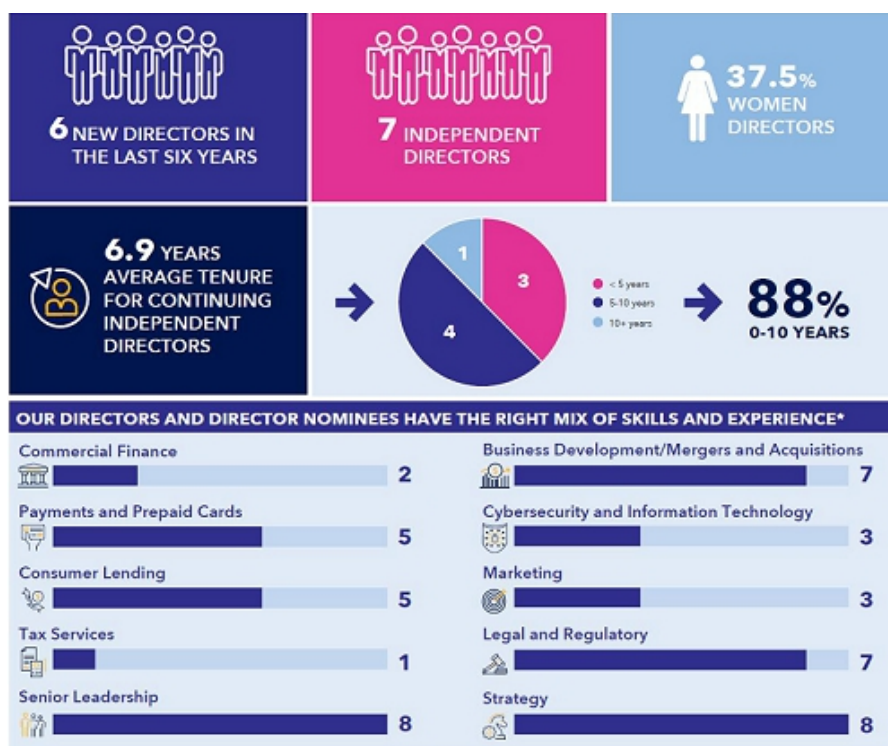 6 NEW DIRECTORS IN
THE LAST SIX YEARS
7 INDEPENDENT
DIRECTORS
37.5%
WOMEN
DIRECTORS
6.9 YEARS
AVERAGE TENURE
FOR CONTINUING
INDEPENDENT
DIRECTORS
1
3
4
< 5 years
5-10 years
10+ years
88%
0-10 YEARS
OUR DIRECTORS AND DIRECTOR NOMINEES HAVE THE RIGHT MIX OF SKILLS AND EXPERIENCE*
Commercial Finance
2
Payments and Prepaid Cards
5
Consumer Lending
5
Tax Services
1
Senior Leadership
8
Business Development/Mergers and Acquisitions
7
Cybersecurity and Information Technology
3
Marketing
3
Legal and Regulatory
7
Strategy
8